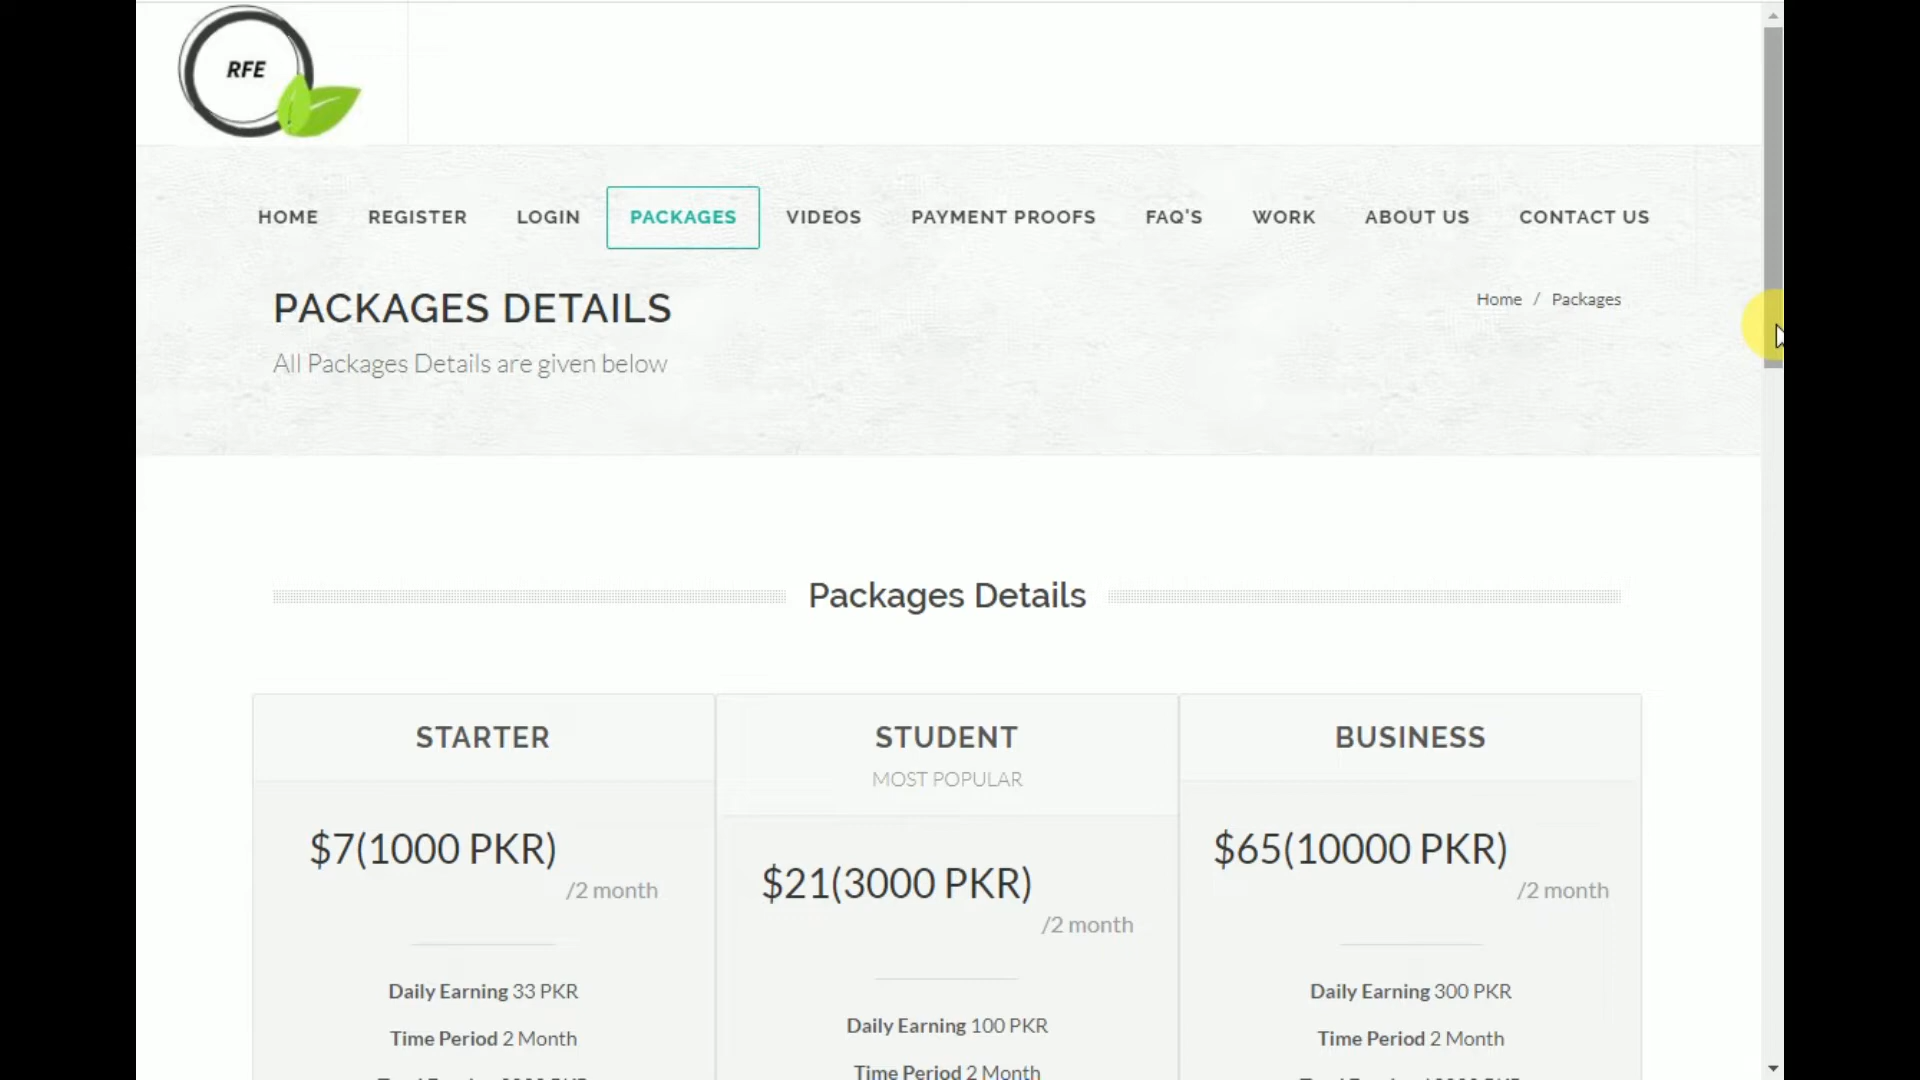 RFE
HOME REGISTER LOGIN PACKAGES VIDEOS PAYMENT PROOFS FAQ'S WORK ABOUT US CONTACT US
PACKAGES DETAILS
Home / Packages
All Packages Details are given below
Packages Details
STARTER
$7(1000 PKR)
/2 month
Daily Earning 33 PKR
Time Period 2 Month
STUDENT
MOST POPULAR
$21(3000 PKR)
/2 month
Daily Earning 100 PKR
Time Period 2 Month
BUSINESS
$65(10000 PKR)
/2 month
Daily Earning 300 PKR
Time Period 2 Month